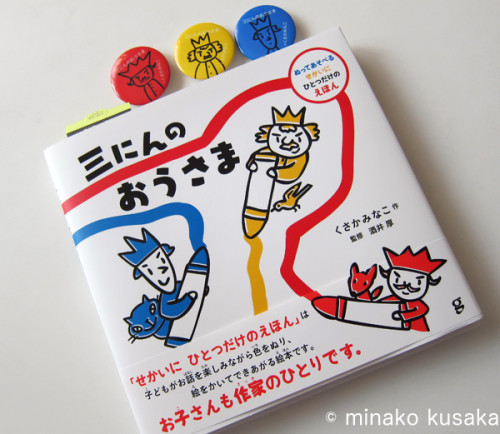 三にんの
おうさま
ぬってあそべる
せかいに
ひとつだけの
えほん
くさかみなこ 作
監修 酒井 厚
g
「せかいに ひとつだけのえほん」は
子どもがお話を楽しみながら色をぬり、
絵をかいてできあがる絵本です。
お子さんも作家のひとりです。
© minako kusaka